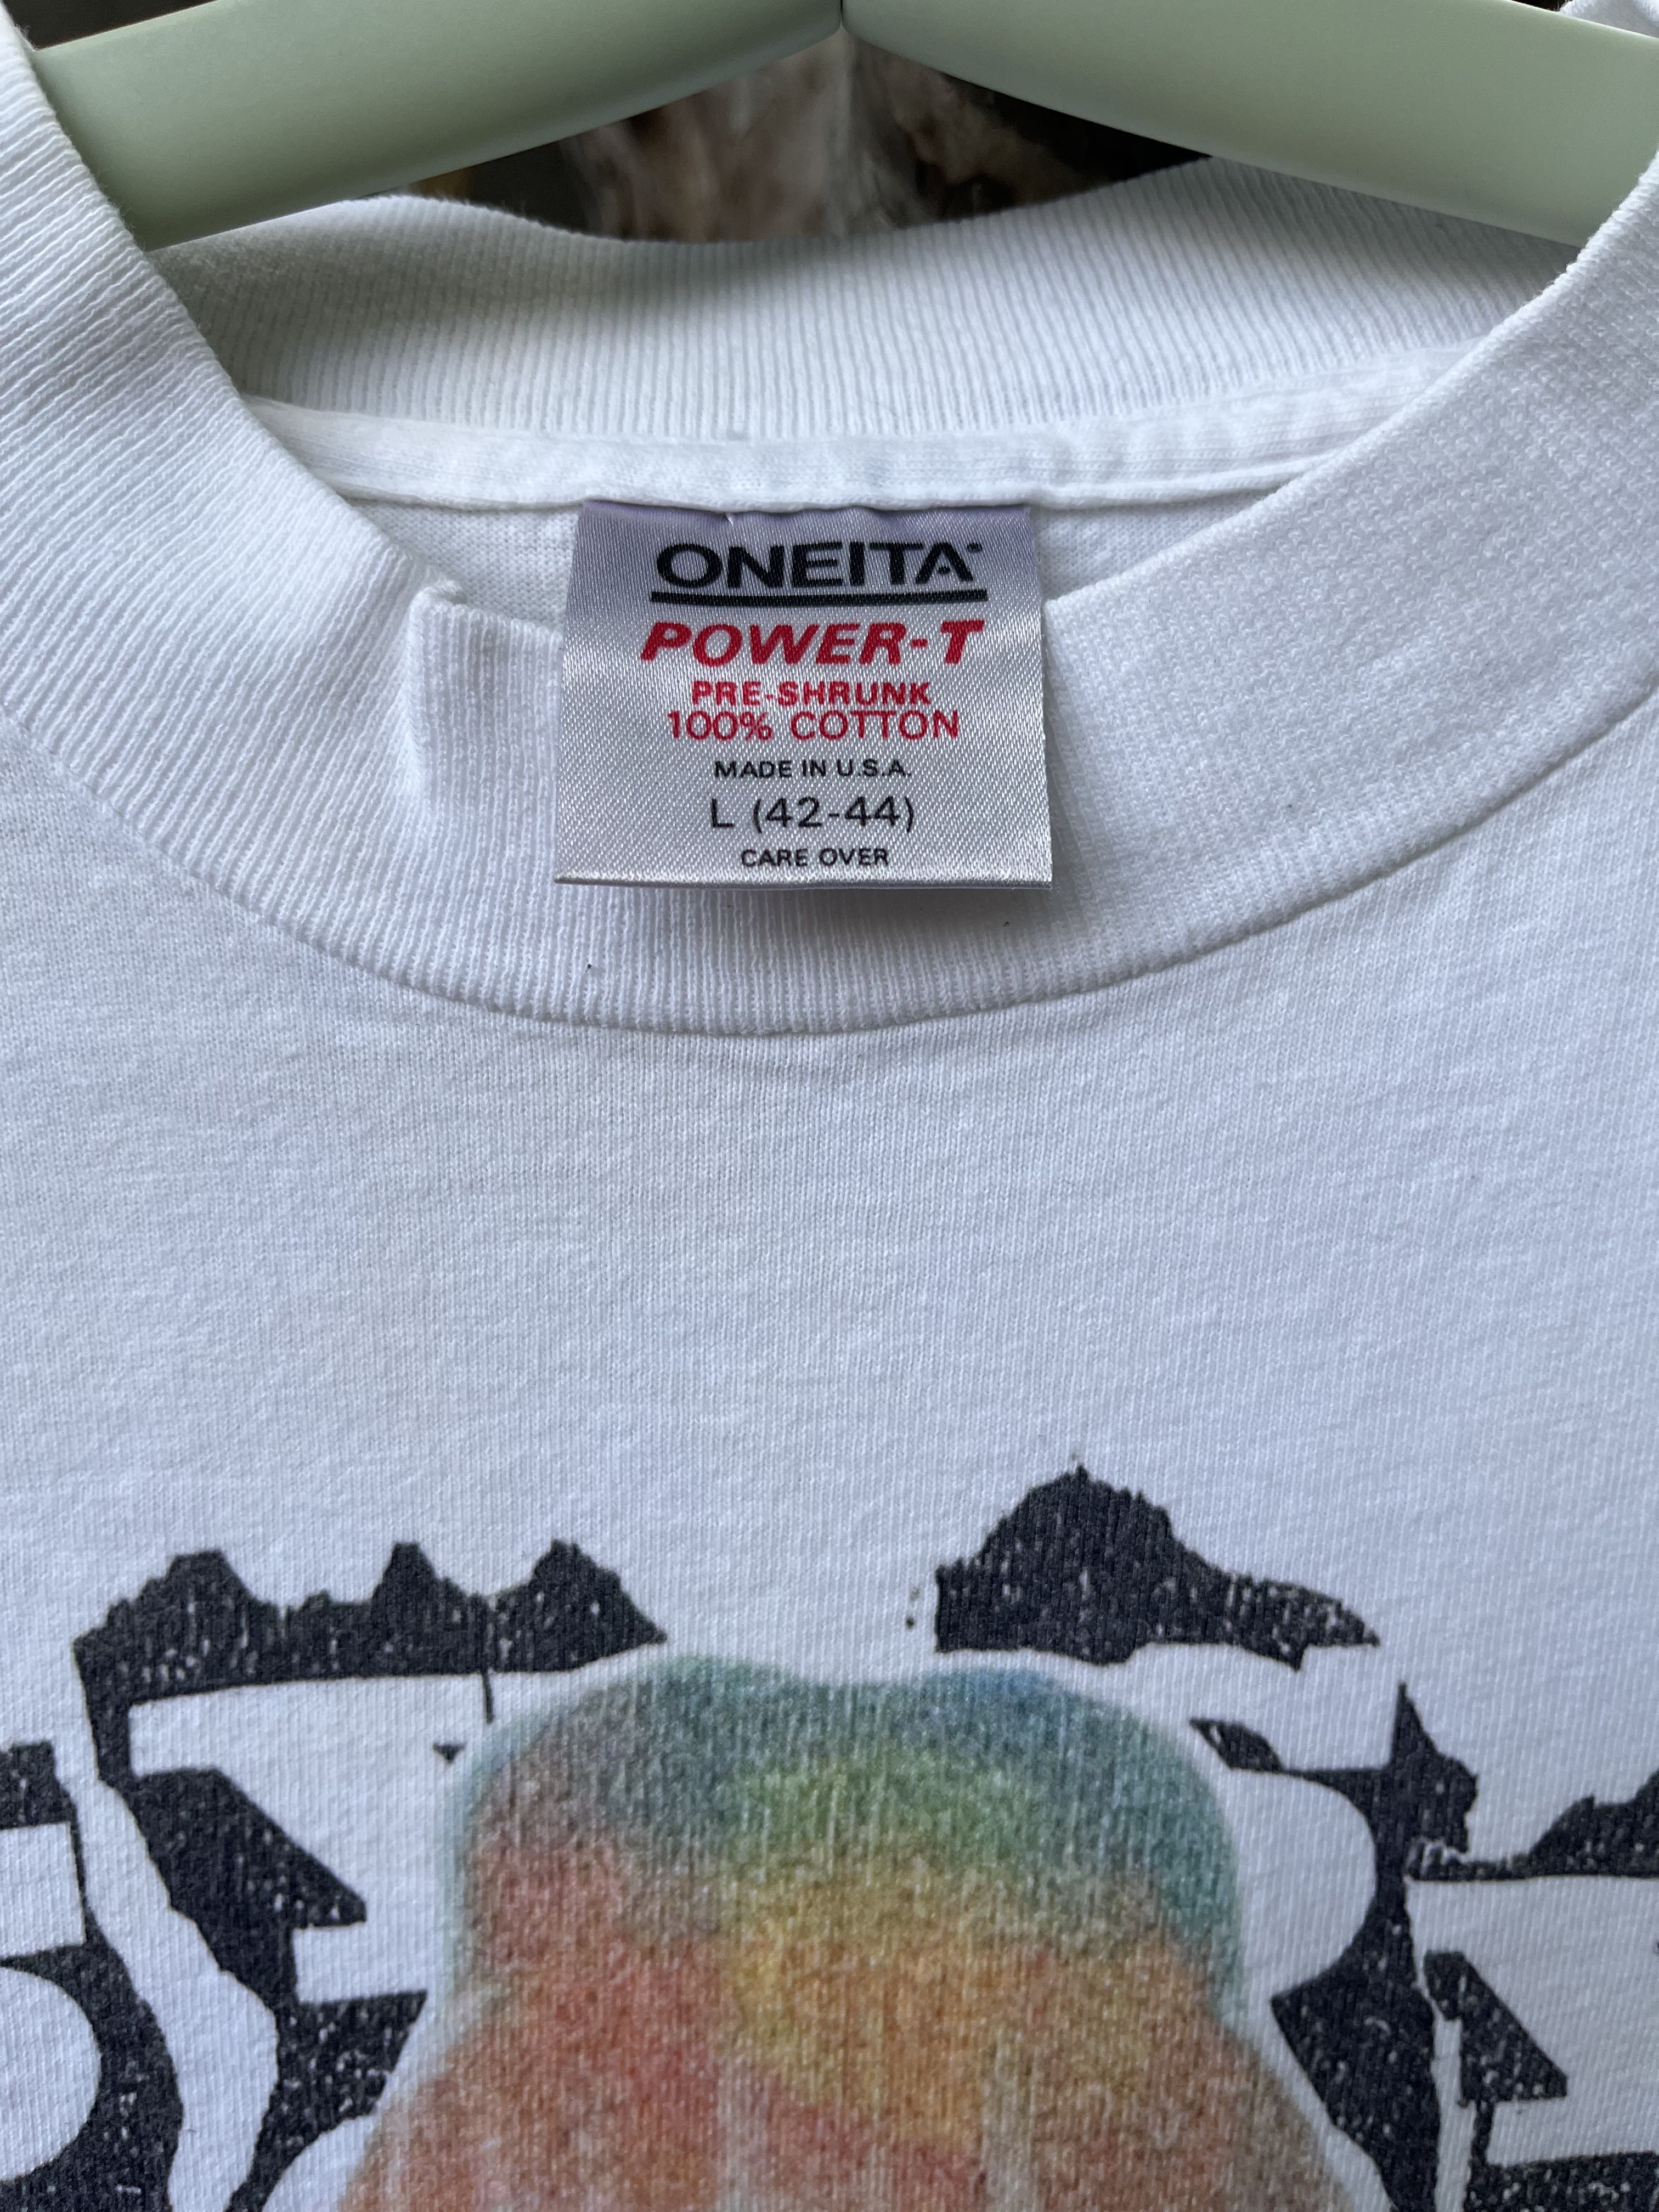 ONEITA
POWER-T
PRE-SHRUNK
100% COTTON
MADE IN U.S.A.
L (42-44)
CARE OVER